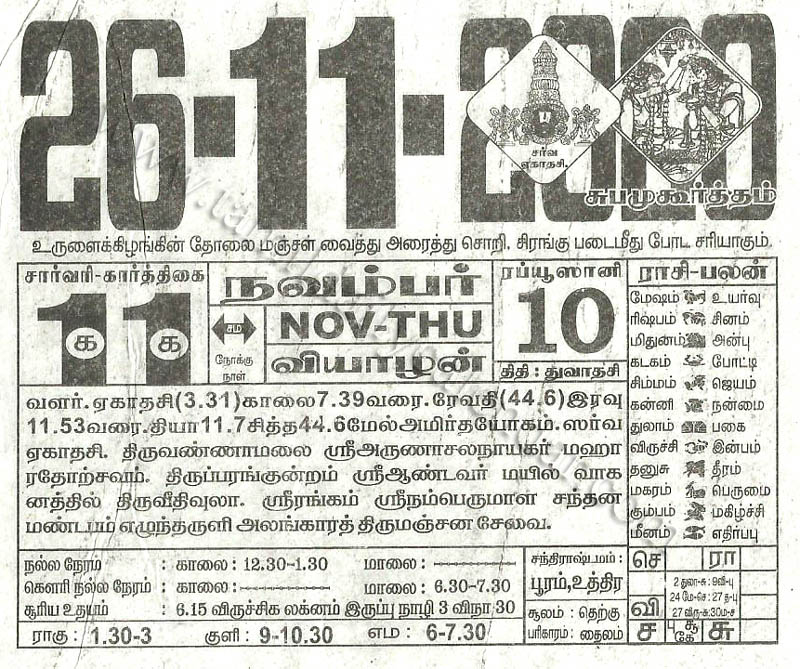 26-11-2020
சர்வ
ஏகாதசி.
சுபமுகூர்த்தம்
உருளைக்கிழங்கின் தோலை மஞ்சள் வைத்து அரைத்து சொறி, சிரங்கு படைமீது போட சரியாகும்.
சார்வரி-கார்த்திகை
11
க க
நவம்பர்
சம
நோக்கு
நாள்
NOV-THU
வியாழன்
ரப்யூஸானி
10
திதி : துவாதசி
ராசி-பலன்
மேஷம் உயர்வு
ரிஷபம் சினம்
மிதுனம் அன்பு
கடகம் போட்டி
சிம்மம் ஜெயம்
கன்னி நன்மை
துலாம் பகை
விருச்சி இன்பம்
தனுசு தீரம்
மகரம் பெருமை
கும்பம் மகிழ்ச்சி
மீனம் எதிர்ப்பு
வளர். ஏகாதசி(3.31)காலை7.39வரை. ரேவதி(44.6)இரவு
11.53வரை. தியா11.7சித்த44.6மேல் அமிர்தயோகம். ஸர்வ
ஏகாதசி. திருவண்ணாமலை ஸ்ரீஅருணாசலநாயகர் மஹா
ரதோற்சவம். திருப்பரங்குன்றம் ஸ்ரீஆண்டவர் மயில் வாக
னத்தில் திருவீதிவுலா. ஸ்ரீரங்கம் ஸ்ரீநம்பெருமாள் சந்தன
மண்டபம் எழுந்தருளி அலங்காரத் திருமஞ்சன சேவை.
நல்ல நேரம் : காலை: 12.30-1.30 மாலை: ----------
கௌரி நல்ல நேரம் : காலை: ---------- மாலை: 6.30-7.30
சூரிய உதயம் : 6.15 விருச்சிக லக்னம் இருப்பு நாழி 3 விநா 30
ராகு : 1.30-3 குளி : 9-10.30 எம : 6-7.30
சந்திராஷ்டமம் :
பூரம், உத்திர
சூலம் : தெற்கு
பரிகாரம் : தைலம்
செ ரா
2 துலா-சு : 9வி-பு
24 மே-செ : 27 த-பு
27 விரு-சு : 30ம-ச
வி
ச பு சூ கே சு